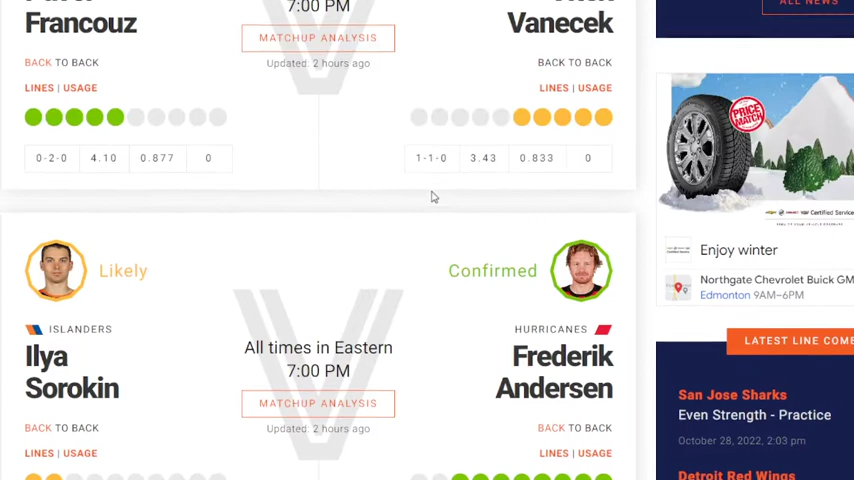 7:00 PM
Francouz
Vanecek
MATCHUP ANALYSIS
BACK TO BACK
Updated: 2 hours ago
BACK TO BACK
LINES | USAGE
LINES | USAGE
0-2-0 4.10 0.877 0
1-1-0 3.43 0.833 0
Likely
Confirmed
ISLANDERS
HURRICANES
Ilya
Sorokin
All times in Eastern
7:00 PM
Frederik
Andersen
MATCHUP ANALYSIS
BACK TO BACK
Updated: 2 hours ago
BACK TO BACK
LINES | USAGE
LINES | USAGE
ALL NEWS
PRICE
MATCH
Certified Service
Enjoy winter
Northgate Chevrolet Buick GM
Edmonton 9AM–6PM
LATEST LINE COMB
San Jose Sharks
Even Strength - Practice
October 28, 2022, 2:03 pm
Detroit Red Wings